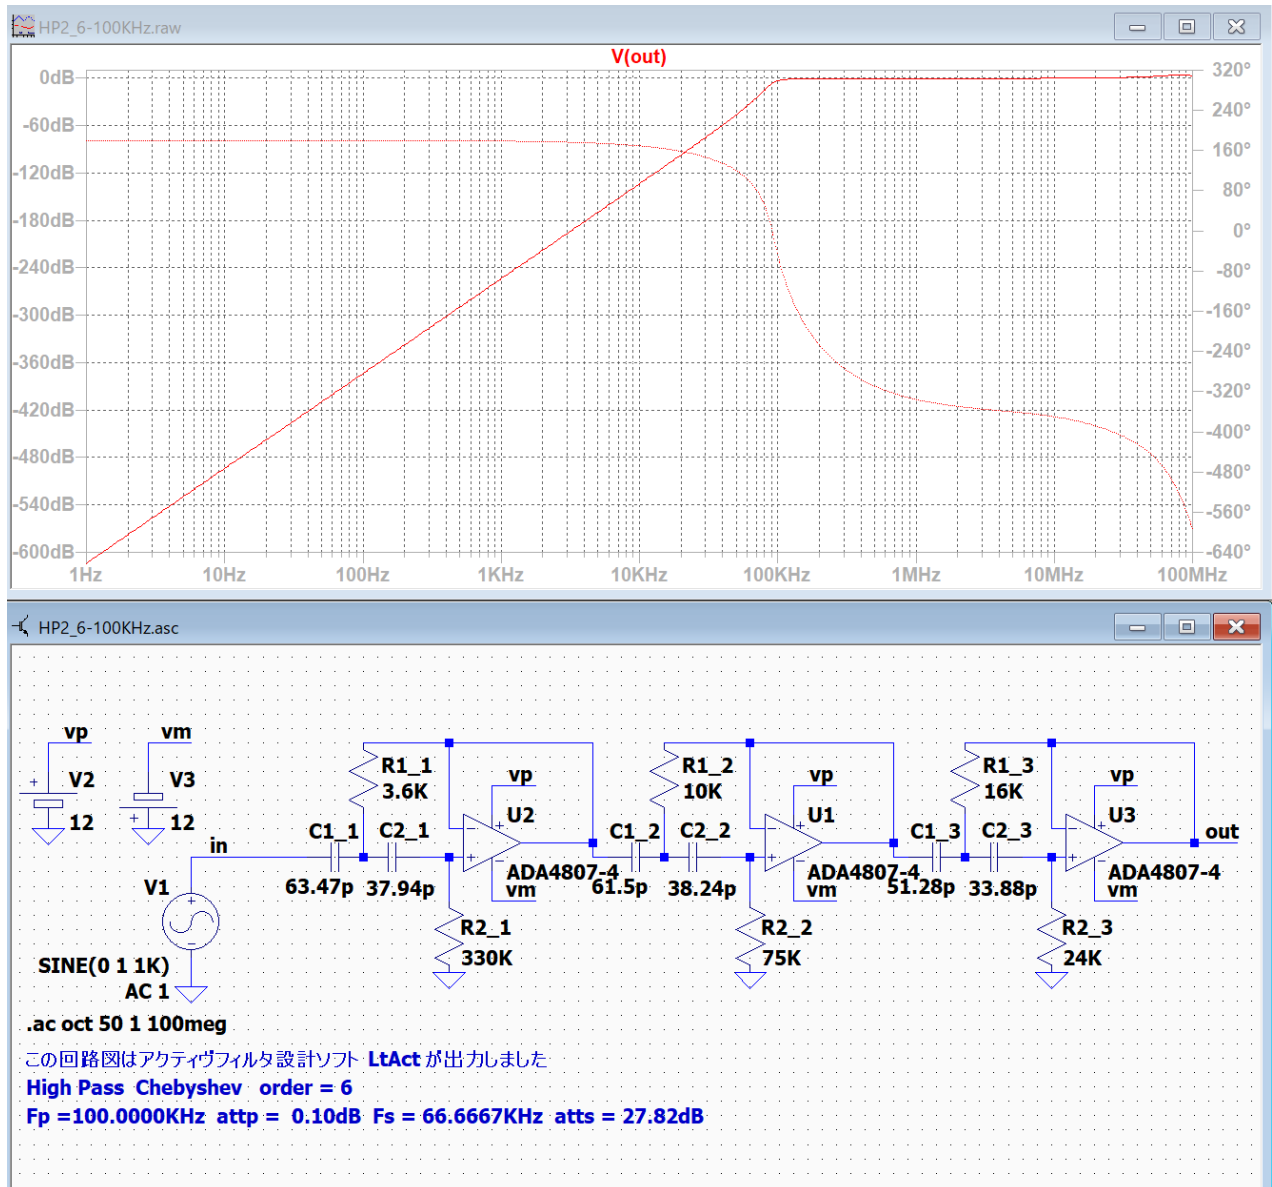 HP2_6-100KHz.raw
V(out)
0dB
-60dB
-120dB
-180dB
-240dB
-300dB
-360dB
-420dB
-480dB
-540dB
-600dB
320°
240°
160°
80°
0°
-80°
-160°
-240°
-320°
-400°
-480°
-560°
-640°
1Hz 10Hz 100Hz 1KHz 10KHz 100KHz 1MHz 10MHz 100MHz
HP2_6-100KHz.asc
vp
V2
12
vm
V3
12
in
V1
SINE(0 1 1K)
AC 1
R1_1
3.6K
C1_1
63.47p
C2_1
37.94p
vp
U2
ADA4807-4
vm
R2_1
330K
R1_2
10K
C1_2
61.5p
C2_2
38.24p
vp
U1
ADA4807-4
vm
R2_2
75K
R1_3
16K
C1_3
51.28p
C2_3
33.88p
vp
U3
ADA4807-4
vm
R2_3
24K
out
.ac oct 50 1 100meg
この回路図はアクティヴフィルタ設計ソフト LtAct が出力しました
High Pass Chebyshev order = 6
Fp =100.0000KHz attp = 0.10dB Fs = 66.6667KHz atts = 27.82dB